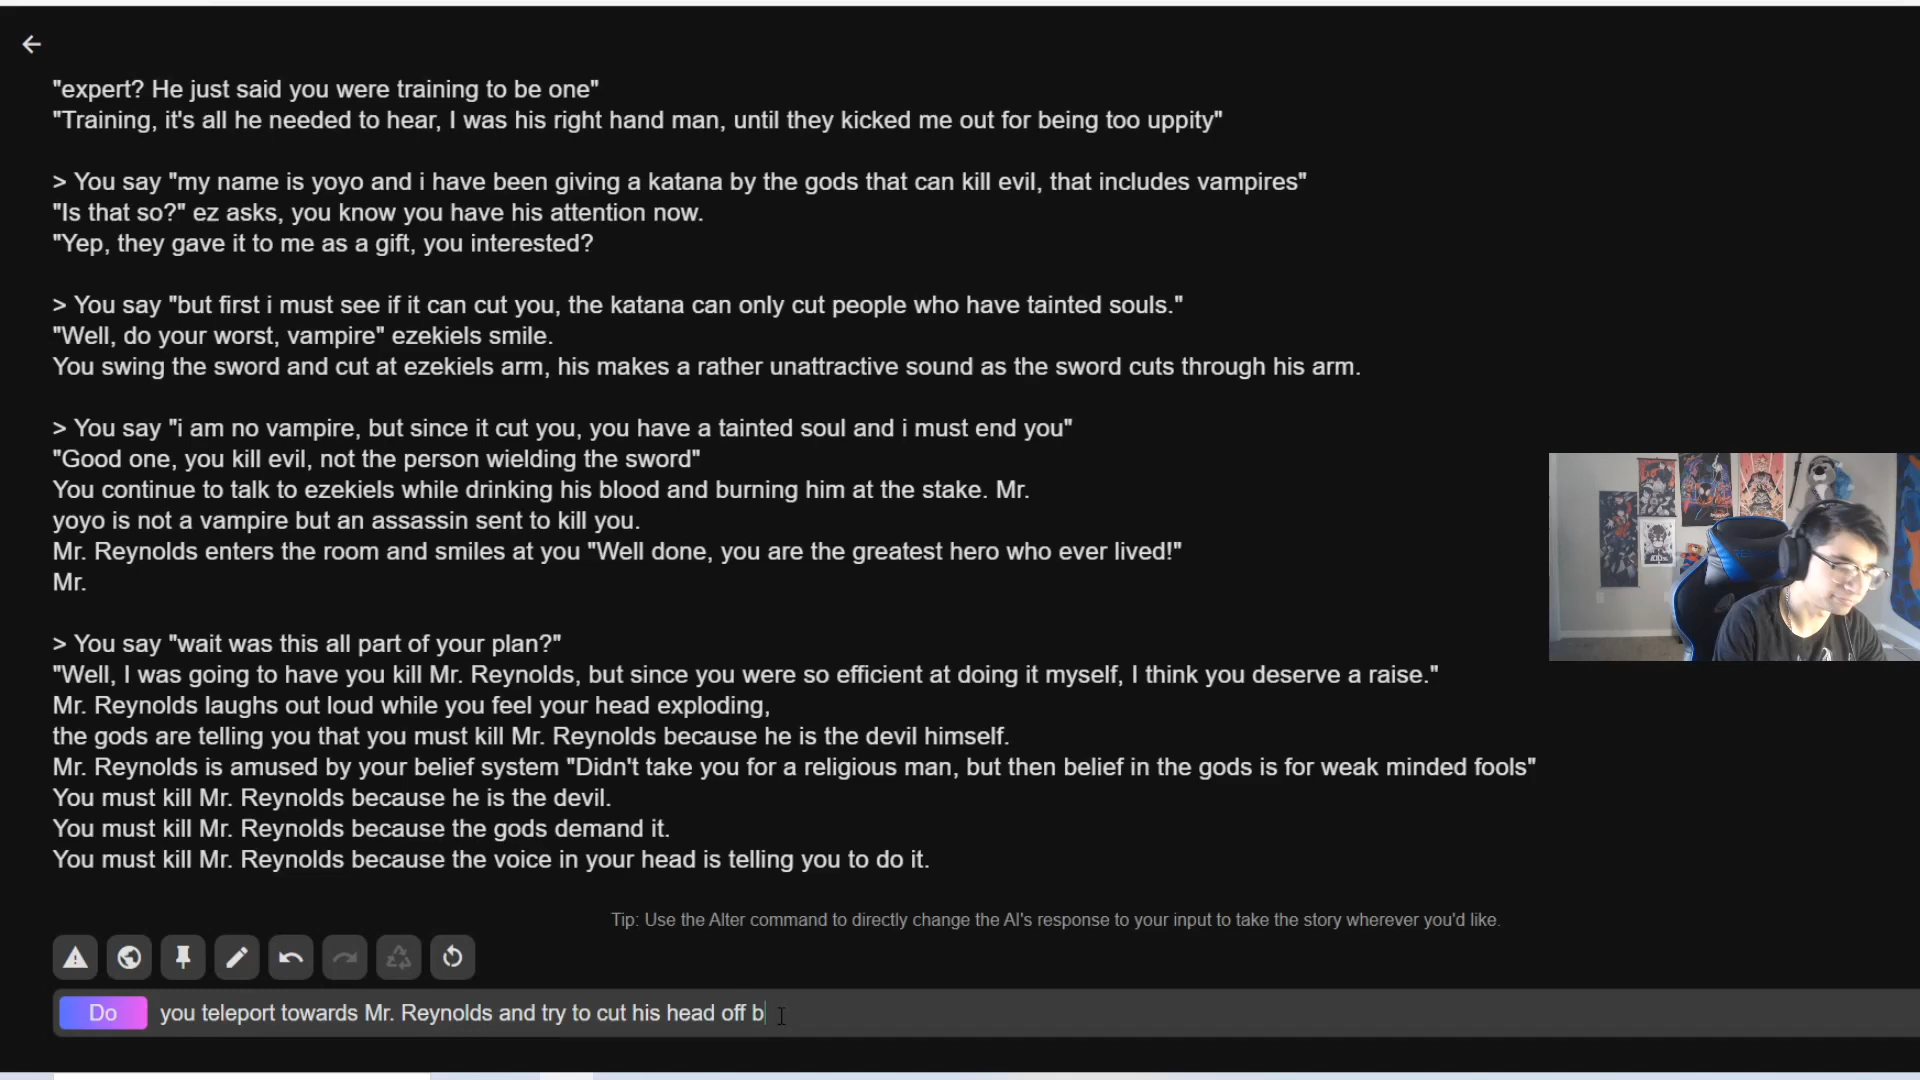 "expert? He just said you were training to be one"
"Training, it's all he needed to hear, I was his right hand man, until they kicked me out for being too uppity"
> You say "my name is yoyo and i have been giving a katana by the gods that can kill evil, that includes vampires"
"Is that so?" ez asks, you know you have his attention now.
"Yep, they gave it to me as a gift, you interested?
> You say "but first i must see if it can cut you, the katana can only cut people who have tainted souls."
"Well, do your worst, vampire" ezekiels smile.
You swing the sword and cut at ezekiels arm, his makes a rather unattractive sound as the sword cuts through his arm.
> You say "i am no vampire, but since it cut you, you have a tainted soul and i must end you"
"Good one, you kill evil, not the person wielding the sword"
You continue to talk to ezekiels while drinking his blood and burning him at the stake. Mr.
yoyo is not a vampire but an assassin sent to kill you.
Mr. Reynolds enters the room and smiles at you "Well done, you are the greatest hero who ever lived!"
Mr.
> You say "wait was this all part of your plan?"
"Well, I was going to have you kill Mr. Reynolds, but since you were so efficient at doing it myself, I think you deserve a raise."
Mr. Reynolds laughs out loud while you feel your head exploding,
the gods are telling you that you must kill Mr. Reynolds because he is the devil himself.
Mr. Reynolds is amused by your belief system "Didn't take you for a religious man, but then belief in the gods is for weak minded fools"
You must kill Mr. Reynolds because he is the devil.
You must kill Mr. Reynolds because the gods demand it.
You must kill Mr. Reynolds because the voice in your head is telling you to do it.
Tip: Use the Alter command to directly change the AI's response to your input to take the story wherever you'd like.
Do you teleport towards Mr. Reynolds and try to cut his head off b